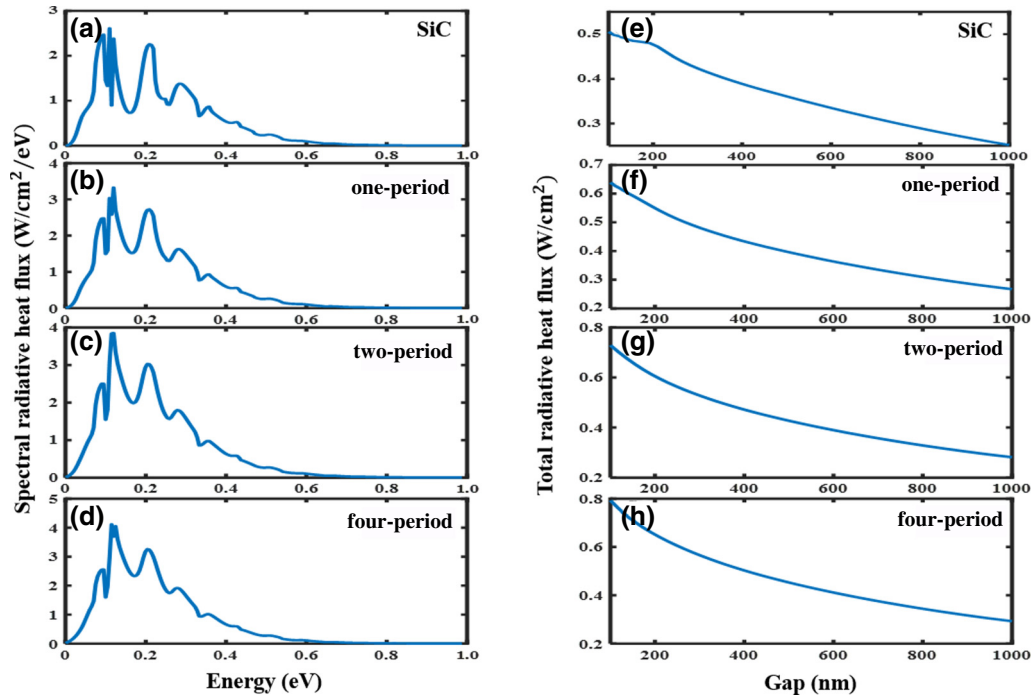 Spectral radiative heat flux (W/cm²/eV)
(a)
SiC
3
2
1
0
0 0.2 0.4 0.6 0.8 1.0
(b)
one-period
4
3
2
1
0
0 0.2 0.4 0.6 0.8 1.0
(c)
two-period
4
3
2
1
0
0 0.2 0.4 0.6 0.8 1.0
(d)
four-period
5
4
3
2
1
0
0 0.2 0.4 0.6 0.8 1.0
Energy (eV)
Total radiative heat flux (W/cm²)
(e)
SiC
0.5
0.4
0.3
200 400 600 800 1000
(f)
one-period
0.7
0.6
0.5
0.4
0.3
0.2
200 400 600 800 1000
(g)
two-period
0.8
0.6
0.4
0.2
200 400 600 800 1000
(h)
four-period
0.8
0.6
0.4
0.2
200 400 600 800 1000
Gap (nm)